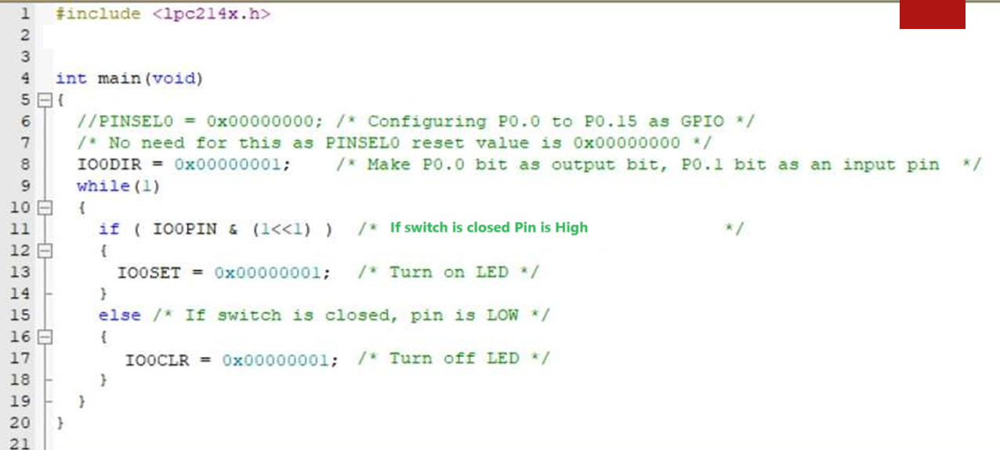 1 #include <lpc214x.h>
2
3
4 int main(void)
5 {
6 //PINSEL0 = 0x00000000; /* Configuring P0.0 to P0.15 as GPIO */
7 /* No need for this as PINSEL0 reset value is 0x00000000 */
8 IO0DIR = 0x00000001; /* Make P0.0 bit as output bit, P0.1 bit as an input pin */
9 while(1)
10 {
11 if ( IO0PIN & (1<<1) ) /* If switch is closed Pin is High */
12 {
13 IO0SET = 0x00000001; /* Turn on LED */
14 }
15 else /* If switch is closed, pin is LOW */
16 {
17 IO0CLR = 0x00000001; /* Turn off LED */
18 }
19 }
20 }
21